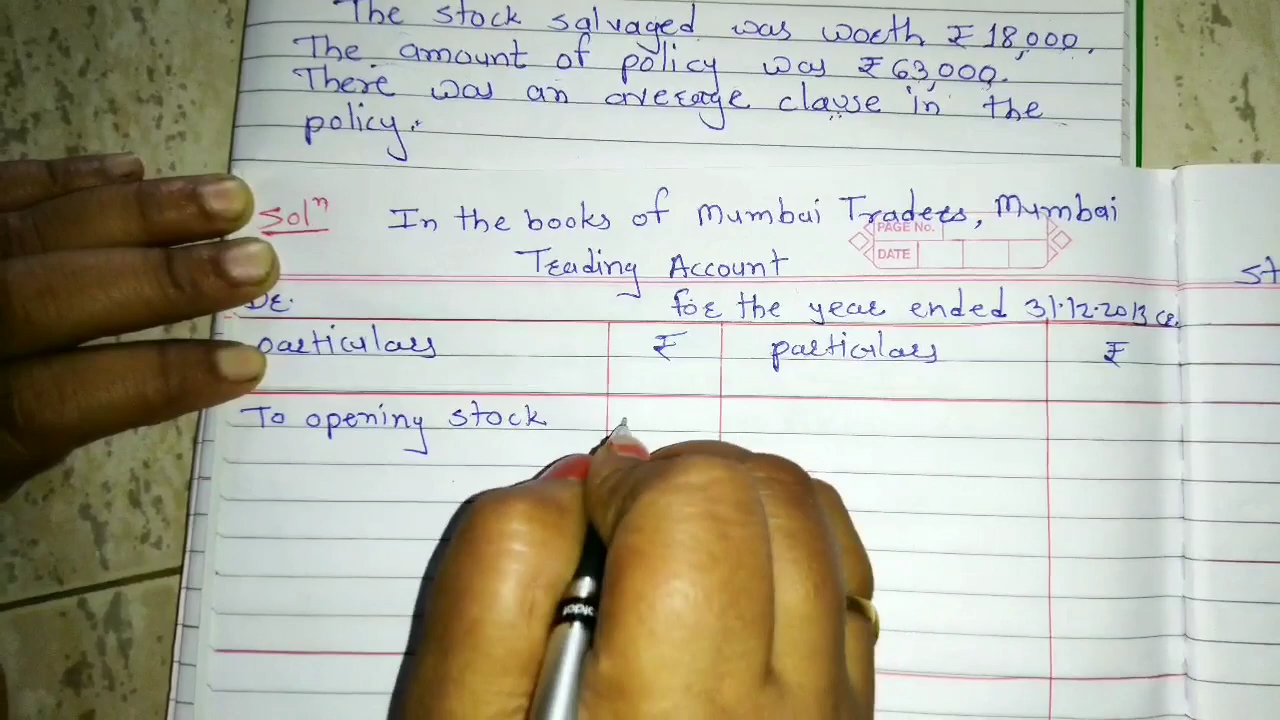 The stock salvaged was worth ₹ 18,000.
The amount of policy was ₹ 63,000.
There was an average clause in the
policy.
Solⁿ In the books of Mumbai Traders, Mumbai
PAGE No.
DATE
Trading Account
Dr. for the year ended 31.12.2013 cr.
particulars ₹ particulars ₹
To opening stock